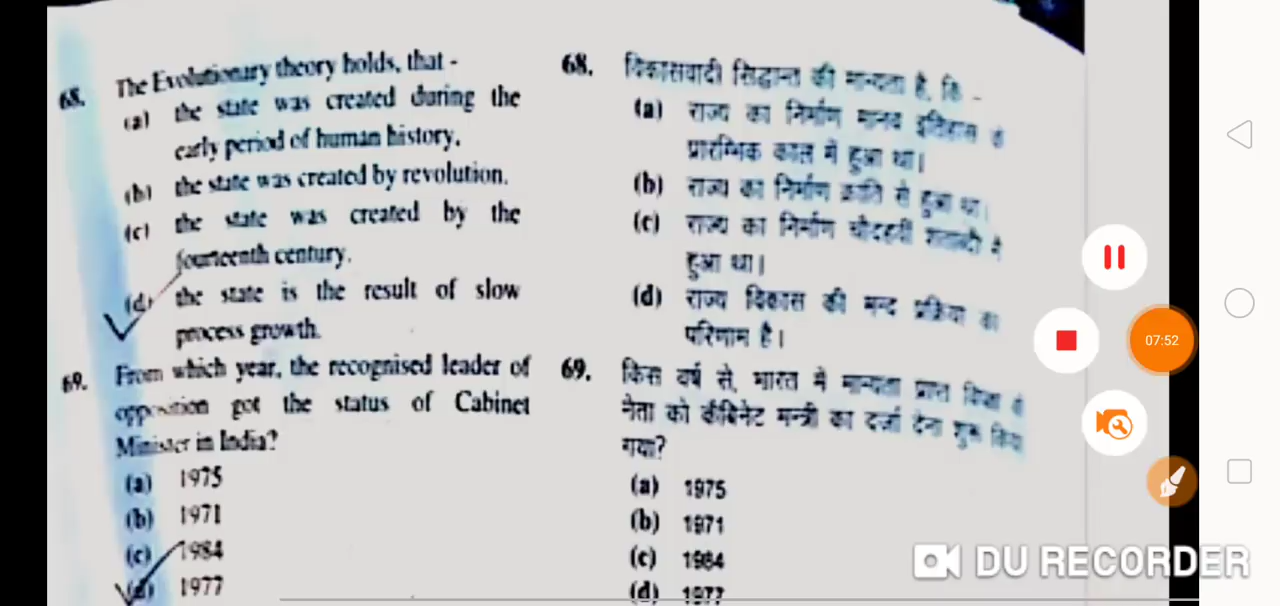 68. The Evolutionary theory holds, that -
(a) the state was created during the
early period of human history.
(b) the state was created by revolution.
(c) the state was created by the
fourteenth century.
(d) the state is the result of slow
process growth.
69. From which year, the recognised leader of
opposition got the status of Cabinet
Minister in India?
(a) 1975
(b) 1971
(c) 1984
(d) 1977
68. विकासवादी सिद्धान्त की मान्यता है, कि -
(a) राज्य का निर्माण मानव इतिहास के
प्रारम्भिक काल में हुआ था।
(b) राज्य का निर्माण क्रांति से हुआ था।
(c) राज्य का निर्माण चौदहवीं शताब्दी में
हुआ था।
(d) राज्य विकास की मन्द प्रक्रिया का
परिणाम है।
69. किस वर्ष से, भारत में मान्यता प्राप्त विपक्ष के
नेता को कैबिनेट मन्त्री का दर्जा देना शुरू किया
गया?
(a) 1975
(b) 1971
(c) 1984
(d) 1977
07:52
DU RECORDER